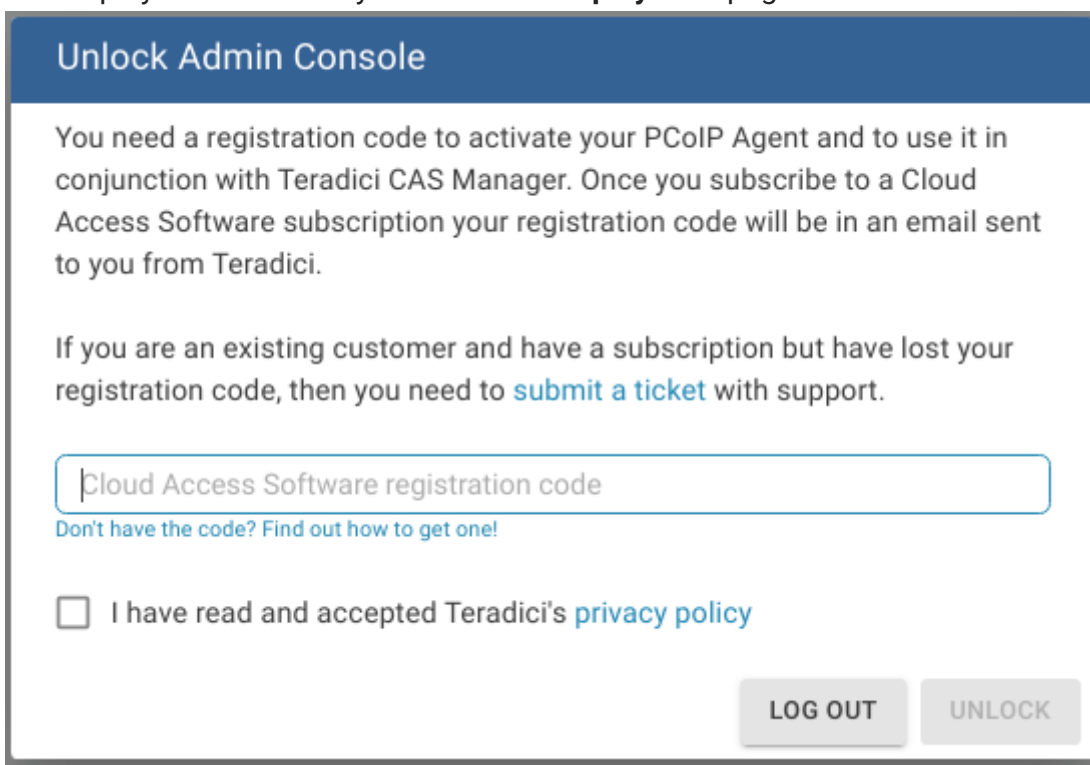 Unlock Admin Console
You need a registration code to activate your PCoIP Agent and to use it in
conjunction with Teradici CAS Manager. Once you subscribe to a Cloud
Access Software subscription your registration code will be in an email sent
to you from Teradici.
If you are an existing customer and have a subscription but have lost your
registration code, then you need to submit a ticket with support.
Cloud Access Software registration code
Don't have the code? Find out how to get one!
I have read and accepted Teradici's privacy policy
LOG OUT UNLOCK